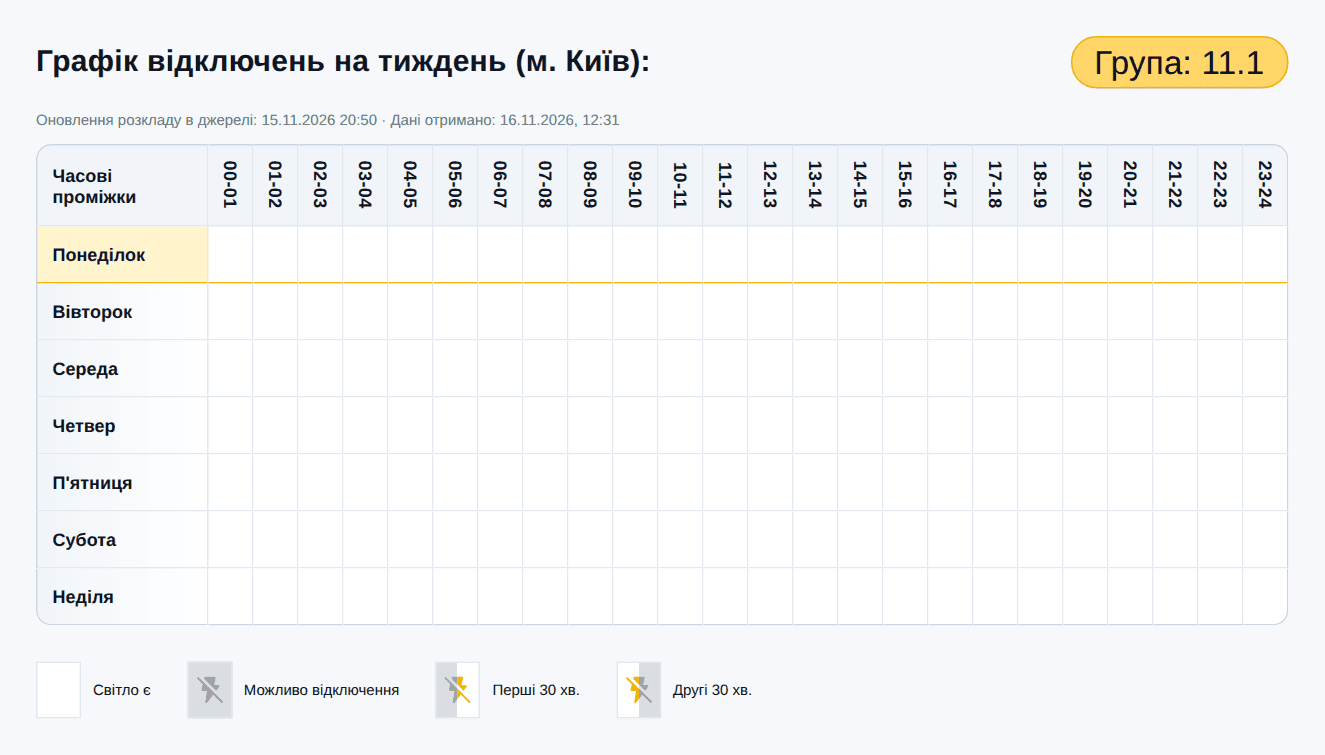 Графік відключень на тиждень (м. Київ):
Група: 11.1
Оновлення розкладу в джерелі: 15.11.2026 20:50 · Дані отримано: 16.11.2026, 12:31
Часові
проміжки
00-01
01-02
02-03
03-04
04-05
05-06
06-07
07-08
08-09
09-10
10-11
11-12
12-13
13-14
14-15
15-16
16-17
17-18
18-19
19-20
20-21
21-22
22-23
23-24
Понеділок
Вівторок
Середа
Четвер
П'ятниця
Субота
Неділя
Світло є
Можливо відключення
Перші 30 хв.
Другі 30 хв.